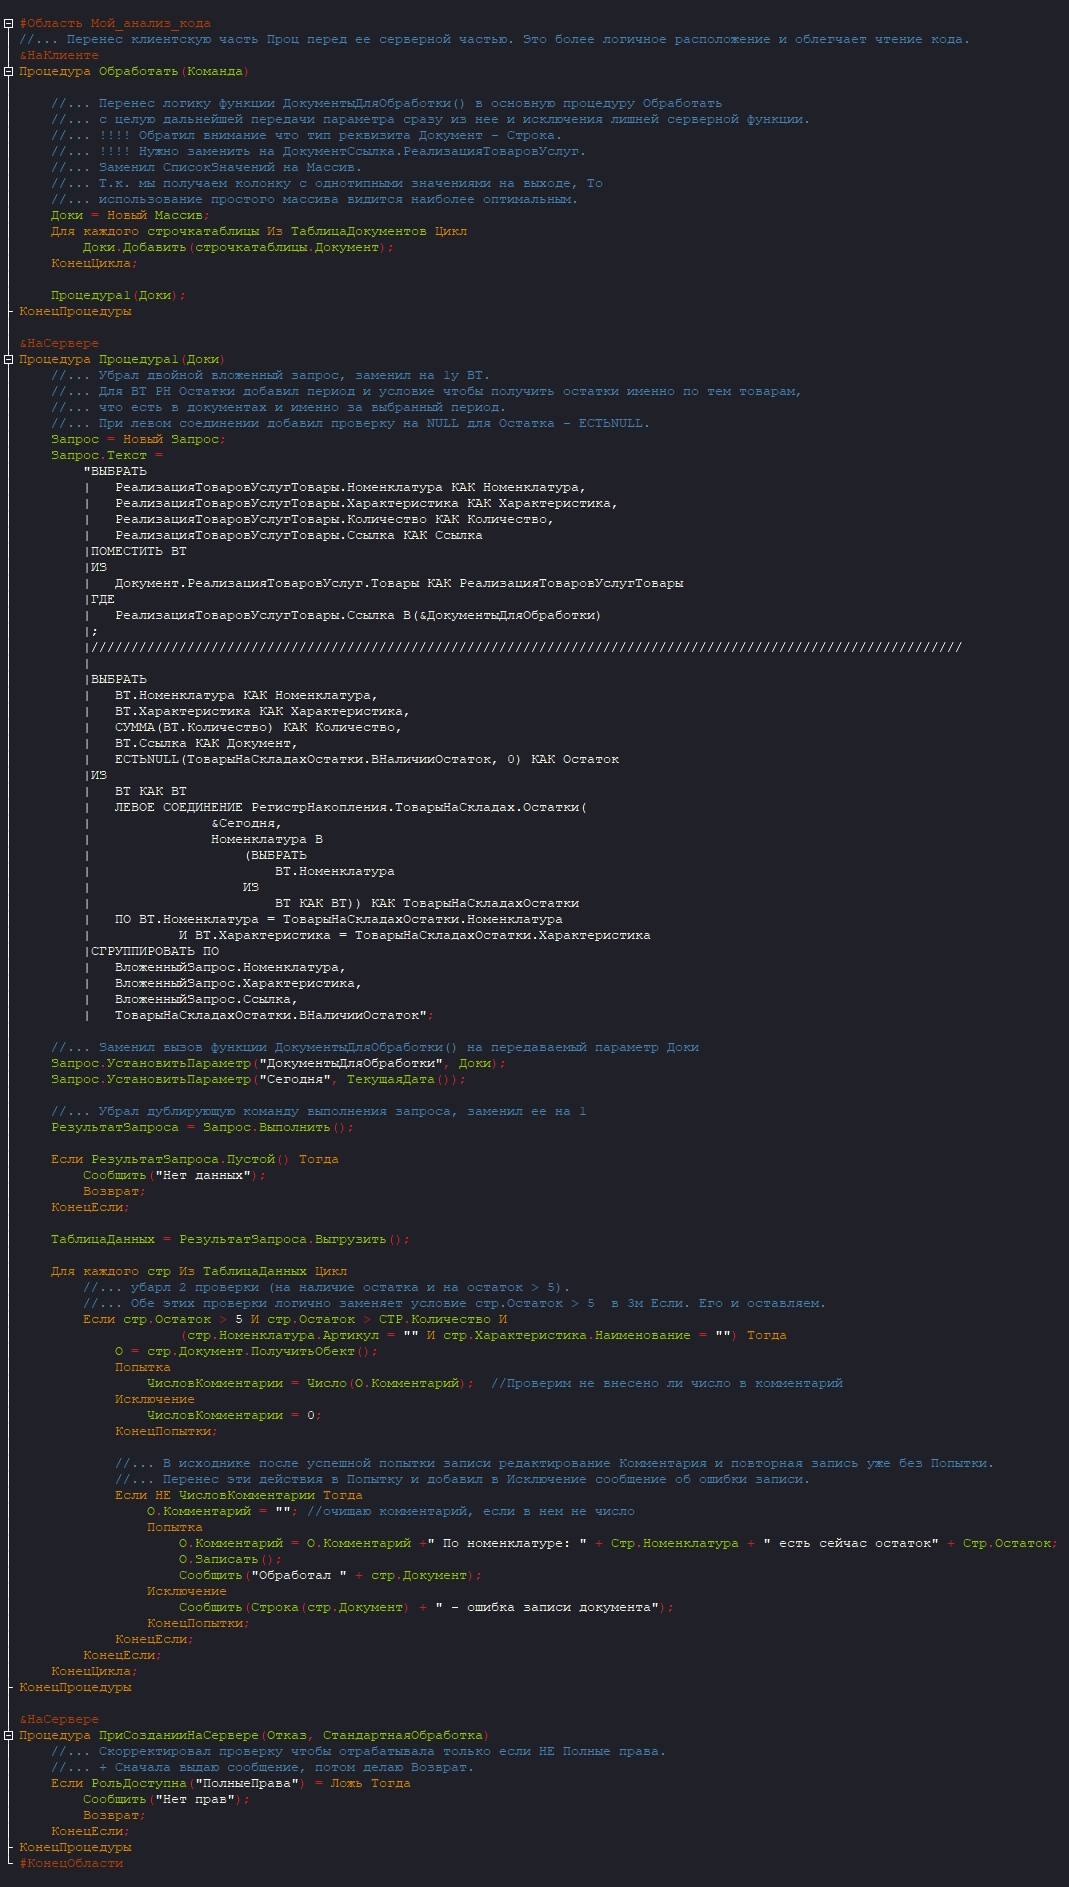 #Область Мой_анализ_кода
//... Перенес клиентскую часть Проц перед ее серверной частью. Это более логичное расположение и облегчает чтение кода.
&НаКлиенте
Процедура Обработать(Команда)
//... Перенес логику функции ДокументыДляОбработки() в основную процедуру Обработать
//... с целую дальнейшей передачи параметра сразу из нее и исключения лишней серверной функции.
//... !!!! Обратил внимание что тип реквизита Документ - Строка.
//... !!!! Нужно заменить на ДокументСсылка.РеализацияТоваровУслуг.
//... Заменил СписокЗначений на Массив.
//... Т.к. мы получаем колонку с однотипными значениями на выходе, То
//... использование простого массива видится наиболее оптимальным.
Доки = Новый Массив;
Для каждого строчкатаблицы Из ТаблицаДокументов Цикл
Доки.Добавить(строчкатаблицы.Документ);
КонецЦикла;
Процедура1(Доки);
КонецПроцедуры
&НаСервере
Процедура Процедура1(Доки)
//... Убрал двойной вложенный запрос, заменил на 1у ВТ.
//... Для ВТ РН Остатки добавил период и условие чтобы получить остатки именно по тем товарам,
//... что есть в документах и именно за выбранный период.
//... При левом соединении добавил проверку на NULL для Остатка - ЕСТЬNULL.
Запрос = Новый Запрос;
Запрос.Текст =
"ВЫБРАТЬ
| РеализацияТоваровУслугТовары.Номенклатура КАК Номенклатура,
| РеализацияТоваровУслугТовары.Характеристика КАК Характеристика,
| РеализацияТоваровУслугТовары.Количество КАК Количество,
| РеализацияТоваровУслугТовары.Ссылка КАК Ссылка
|ПОМЕСТИТЬ ВТ
|ИЗ
| Документ.РеализацияТоваровУслуг.Товары КАК РеализацияТоваровУслугТовары
|ГДЕ
| РеализацияТоваровУслугТовары.Ссылка В(&ДокументыДляОбработки)
|;
|/////////////////////////////////////////////////////////////////////////////////////////////////////////////
|
|ВЫБРАТЬ
| ВТ.Номенклатура КАК Номенклатура,
| ВТ.Характеристика КАК Характеристика,
| СУММА(ВТ.Количество) КАК Количество,
| ВТ.Ссылка КАК Документ,
| ЕСТЬNULL(ТоварыНаСкладахОстатки.ВНаличииОстаток, 0) КАК Остаток
|ИЗ
| ВТ КАК ВТ
| ЛЕВОЕ СОЕДИНЕНИЕ РегистрНакопления.ТоварыНаСкладах.Остатки(
| &Сегодня,
| Номенклатура В
| (ВЫБРАТЬ
| ВТ.Номенклатура
| ИЗ
| ВТ КАК ВТ)) КАК ТоварыНаСкладахОстатки
| ПО ВТ.Номенклатура = ТоварыНаСкладахОстатки.Номенклатура
| И ВТ.Характеристика = ТоварыНаСкладахОстатки.Характеристика
|СГРУППИРОВАТЬ ПО
| ВложенныйЗапрос.Номенклатура,
| ВложенныйЗапрос.Характеристика,
| ВложенныйЗапрос.Ссылка,
| ТоварыНаСкладахОстатки.ВНаличииОстаток";
//... Заменил вызов функции ДокументыДляОбработки() на передаваемый параметр Доки
Запрос.УстановитьПараметр("ДокументыДляОбработки", Доки);
Запрос.УстановитьПараметр("Сегодня", ТекущаяДата());
//... Убрал дублирующую команду выполнения запроса, заменил ее на 1
РезультатЗапроса = Запрос.Выполнить();
Если РезультатЗапроса.Пустой() Тогда
Сообщить("Нет данных");
Возврат;
КонецЕсли;
ТаблицаДанных = РезультатЗапроса.Выгрузить();
Для каждого стр Из ТаблицаДанных Цикл
//... убарл 2 проверки (на наличие остатка и на остаток > 5).
//... Обе этих проверки логично заменяет условие стр.Остаток > 5  в 3м Если. Его и оставляем.
Если стр.Остаток > 5 И стр.Остаток > СТР.Количество И
(стр.Номенклатура.Артикул = "" И стр.Характеристика.Наименование = "") Тогда
О = стр.Документ.ПолучитьОбект();
Попытка
ЧисловКомментарии = Число(О.Комментарий);  //Проверим не внесено ли число в комментарий
Исключение
ЧисловКомментарии = 0;
КонецПопытки;
//... В исходнике после успешной попытки записи редактирование Комментария и повторная запись уже без Попытки.
//... Перенес эти действия в Попытку и добавил в Исключение сообщение об ошибки записи.
Если НЕ ЧисловКомментарии Тогда
О.Комментарий = ""; //очищаю комментарий, если в нем не число
Попытка
О.Комментарий = О.Комментарий +" По номенклатуре: " + Стр.Номенклатура + " есть сейчас остаток" + Стр.Остаток;
О.Записать();
Сообщить("Обработал " + стр.Документ);
Исключение
Сообщить(Строка(стр.Документ) + " - ошибка записи документа");
КонецПопытки;
КонецЕсли;
КонецЕсли;
КонецЦикла;
КонецПроцедуры
&НаСервере
Процедура ПриСозданииНаСервере(Отказ, СтандартнаяОбработка)
//... Скорректировал проверку чтобы отрабатывала только если НЕ Полные права.
//... + Сначала выдаю сообщение, потом делаю Возврат.
Если РольДоступна("ПолныеПрава") = Ложь Тогда
Сообщить("Нет прав");
Возврат;
КонецЕсли;
КонецПроцедуры
#КонецОбласти